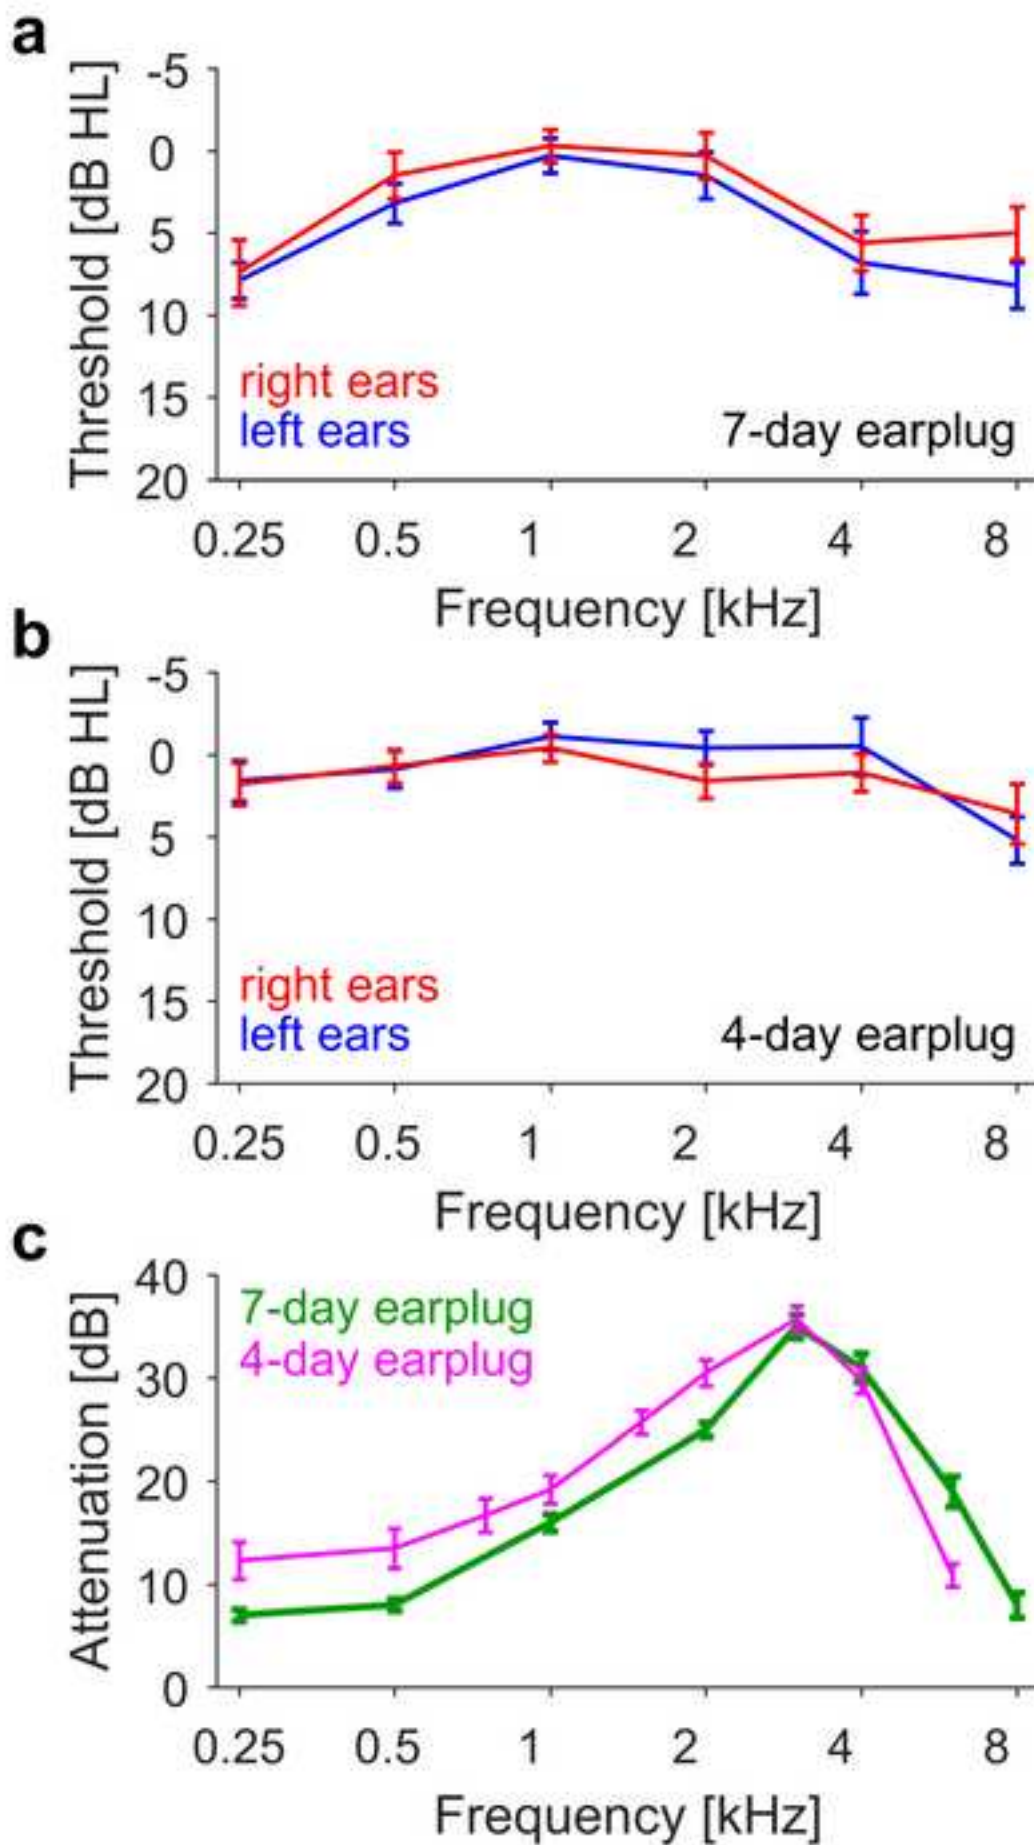 a
Threshold [dB HL]
-5
0
5
10
15
20
right ears
left ears
7-day earplug
0.25 0.5 1 2 4 8
Frequency [kHz]
b
Threshold [dB HL]
-5
0
5
10
15
20
right ears
left ears
4-day earplug
0.25 0.5 1 2 4 8
Frequency [kHz]
c
Attenuation [dB]
40
30
20
10
0
7-day earplug
4-day earplug
0.25 0.5 1 2 4 8
Frequency [kHz]